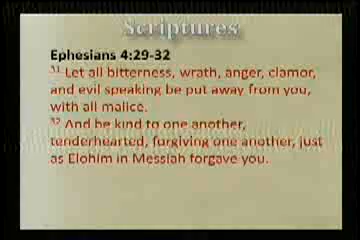 Scriptures
Ephesians 4:29-32
31 Let all bitterness, wrath, anger, clamor,
and evil speaking be put away from you,
with all malice.
32 And be kind to one another,
tenderhearted, forgiving one another, just
as Elohim in Messiah forgave you.